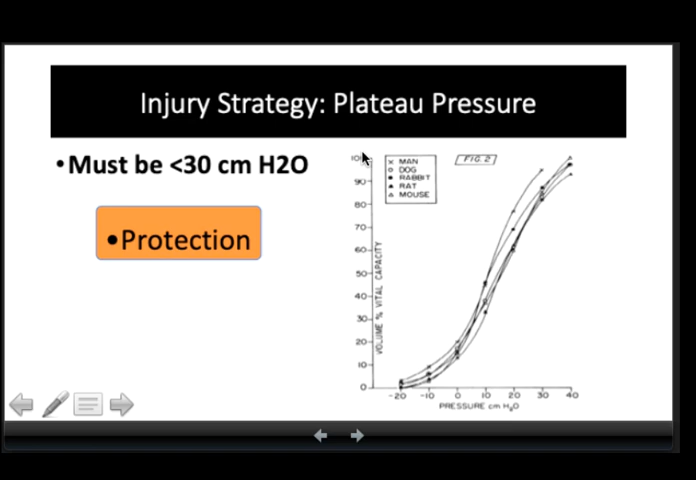 Injury Strategy: Plateau Pressure
•Must be <30 cm H2O
•Protection
FIG. 2
MAN
DOG
RABBIT
RAT
MOUSE
VOLUME % VITAL CAPACITY
90
80
70
60
50
40
30
20
10
0
-20 -10 0 10 20 30 40
PRESSURE cm H₂O